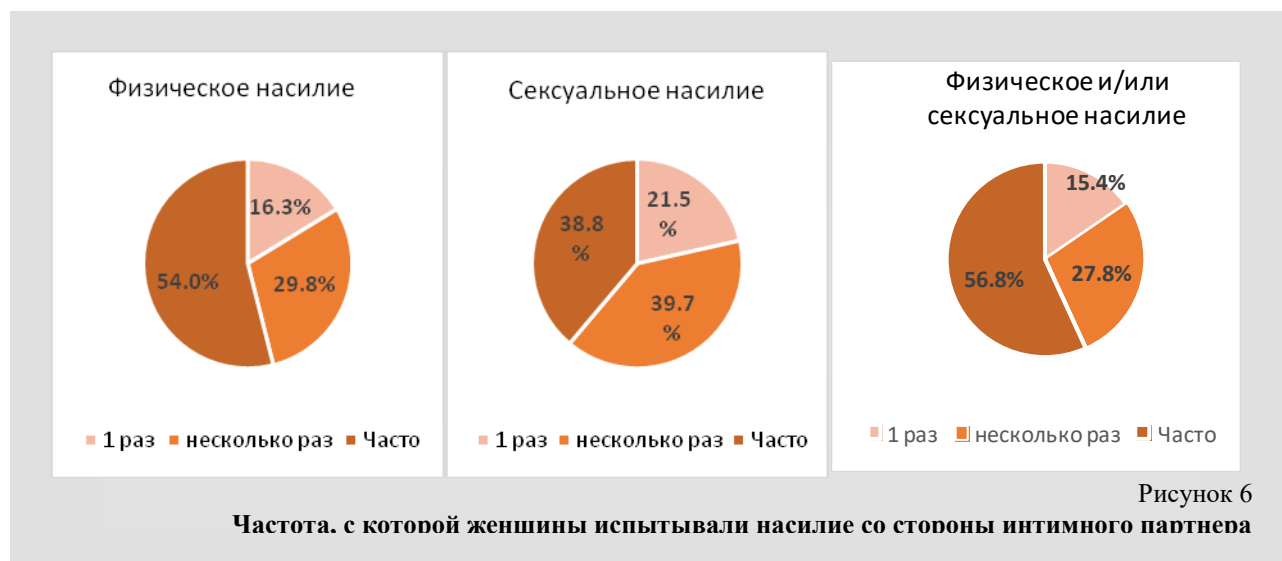 Физическое насилие
16.3%
29.8%
54.0%
1 раз несколько раз Часто
Сексуальное насилие
21.5
%
39.7
%
38.8
%
1 раз несколько раз Часто
Физическое и/или
сексуальное насилие
15.4%
27.8%
56.8%
1 раз несколько раз Часто
Рисунок 6
Частота, с которой женщины испытывали насилие со стороны интимного партнера